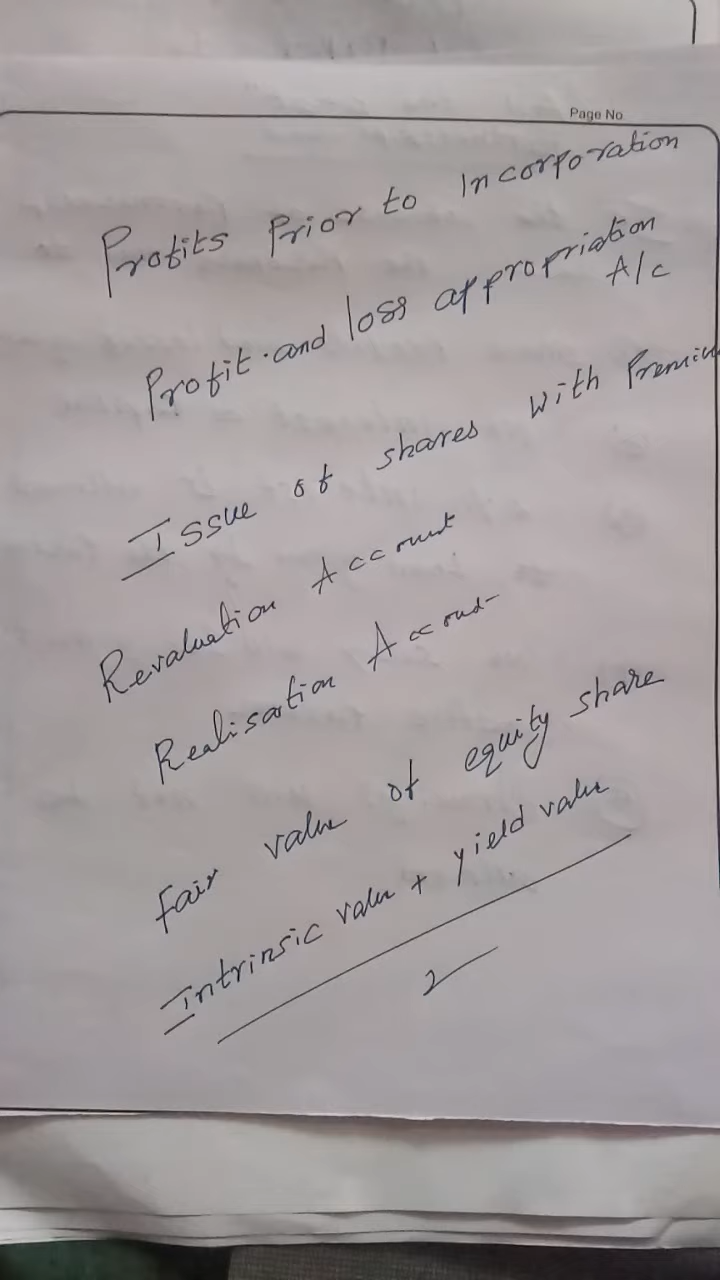 Page No
Profits Prior to Incorporation
Profit and loss appropriation
A/c
Issue of shares with Premiu
Revaluation Account
Realisation Account
Fair value of equity share
Intrinsic value + yield value
2